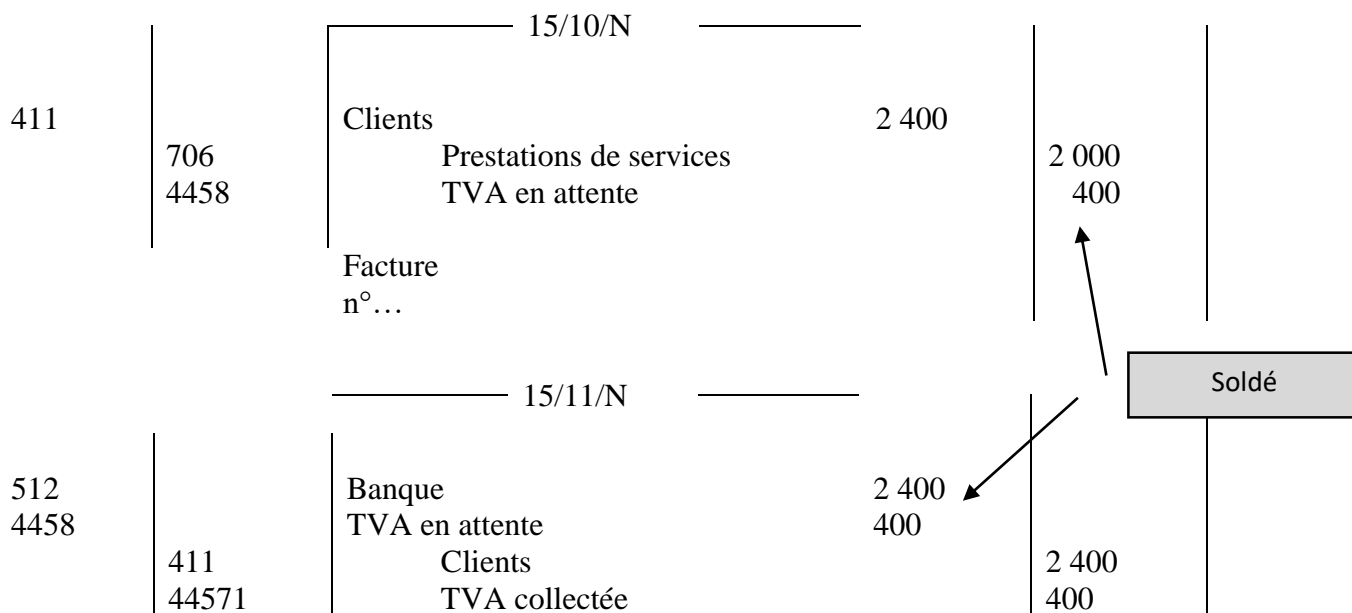 15/10/N
411 Clients 2 400
706 Prestations de services 2 000
4458 TVA en attente 400
Facture
n°…
Soldé
15/11/N
512 Banque 2 400
4458 TVA en attente 400
411 Clients 2 400
44571 TVA collectée 400